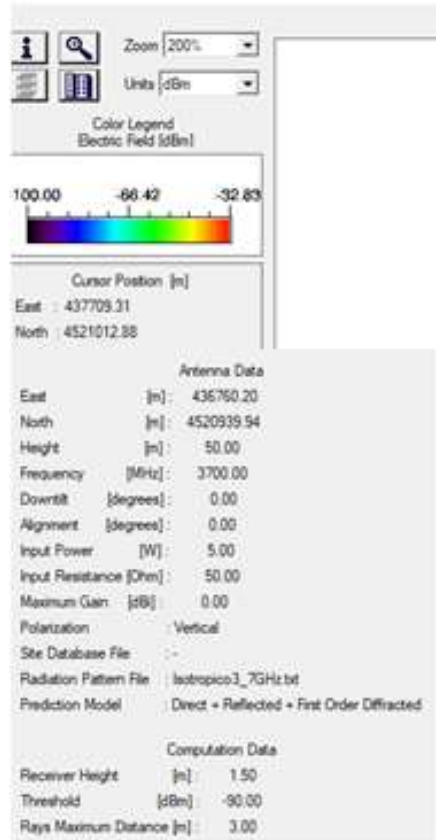 Zoom 200%
Units dBm
Color Legend
Electric Field [dBm]
100.00 -66.42 -32.83
Cursor Position [m]
East : 437709.31
North : 4521012.88
Antenna Data
East [m] : 436760.20
North [m] : 4520939.94
Height [m] : 50.00
Frequency [MHz] : 3700.00
Downtilt [degrees] : 0.00
Alignment [degrees] : 0.00
Input Power [W] : 5.00
Input Resistance [Ohm] : 50.00
Maximum Gain [dBi] : 0.00
Polarization : Vertical
Site Database File : -
Radiation Pattern File : Isotropico3_7GHz.txt
Prediction Model : Direct + Reflected + First Order Diffracted
Computation Data
Receiver Height [m] : 1.50
Threshold [dBm] : -90.00
Rays Maximum Distance [m] : 3.00